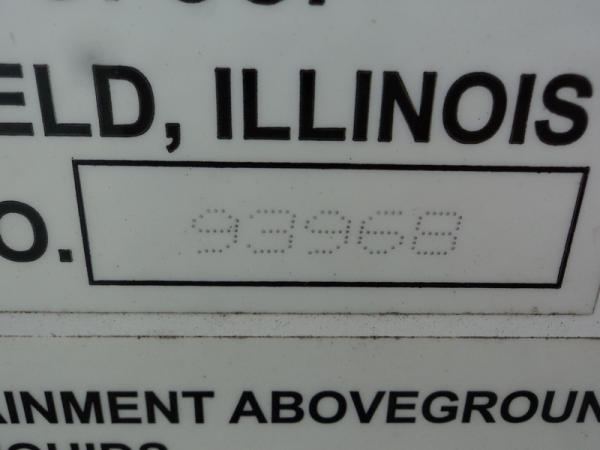 ELD, ILLINOIS
O. 93968
AINMENT ABOVEGROUN